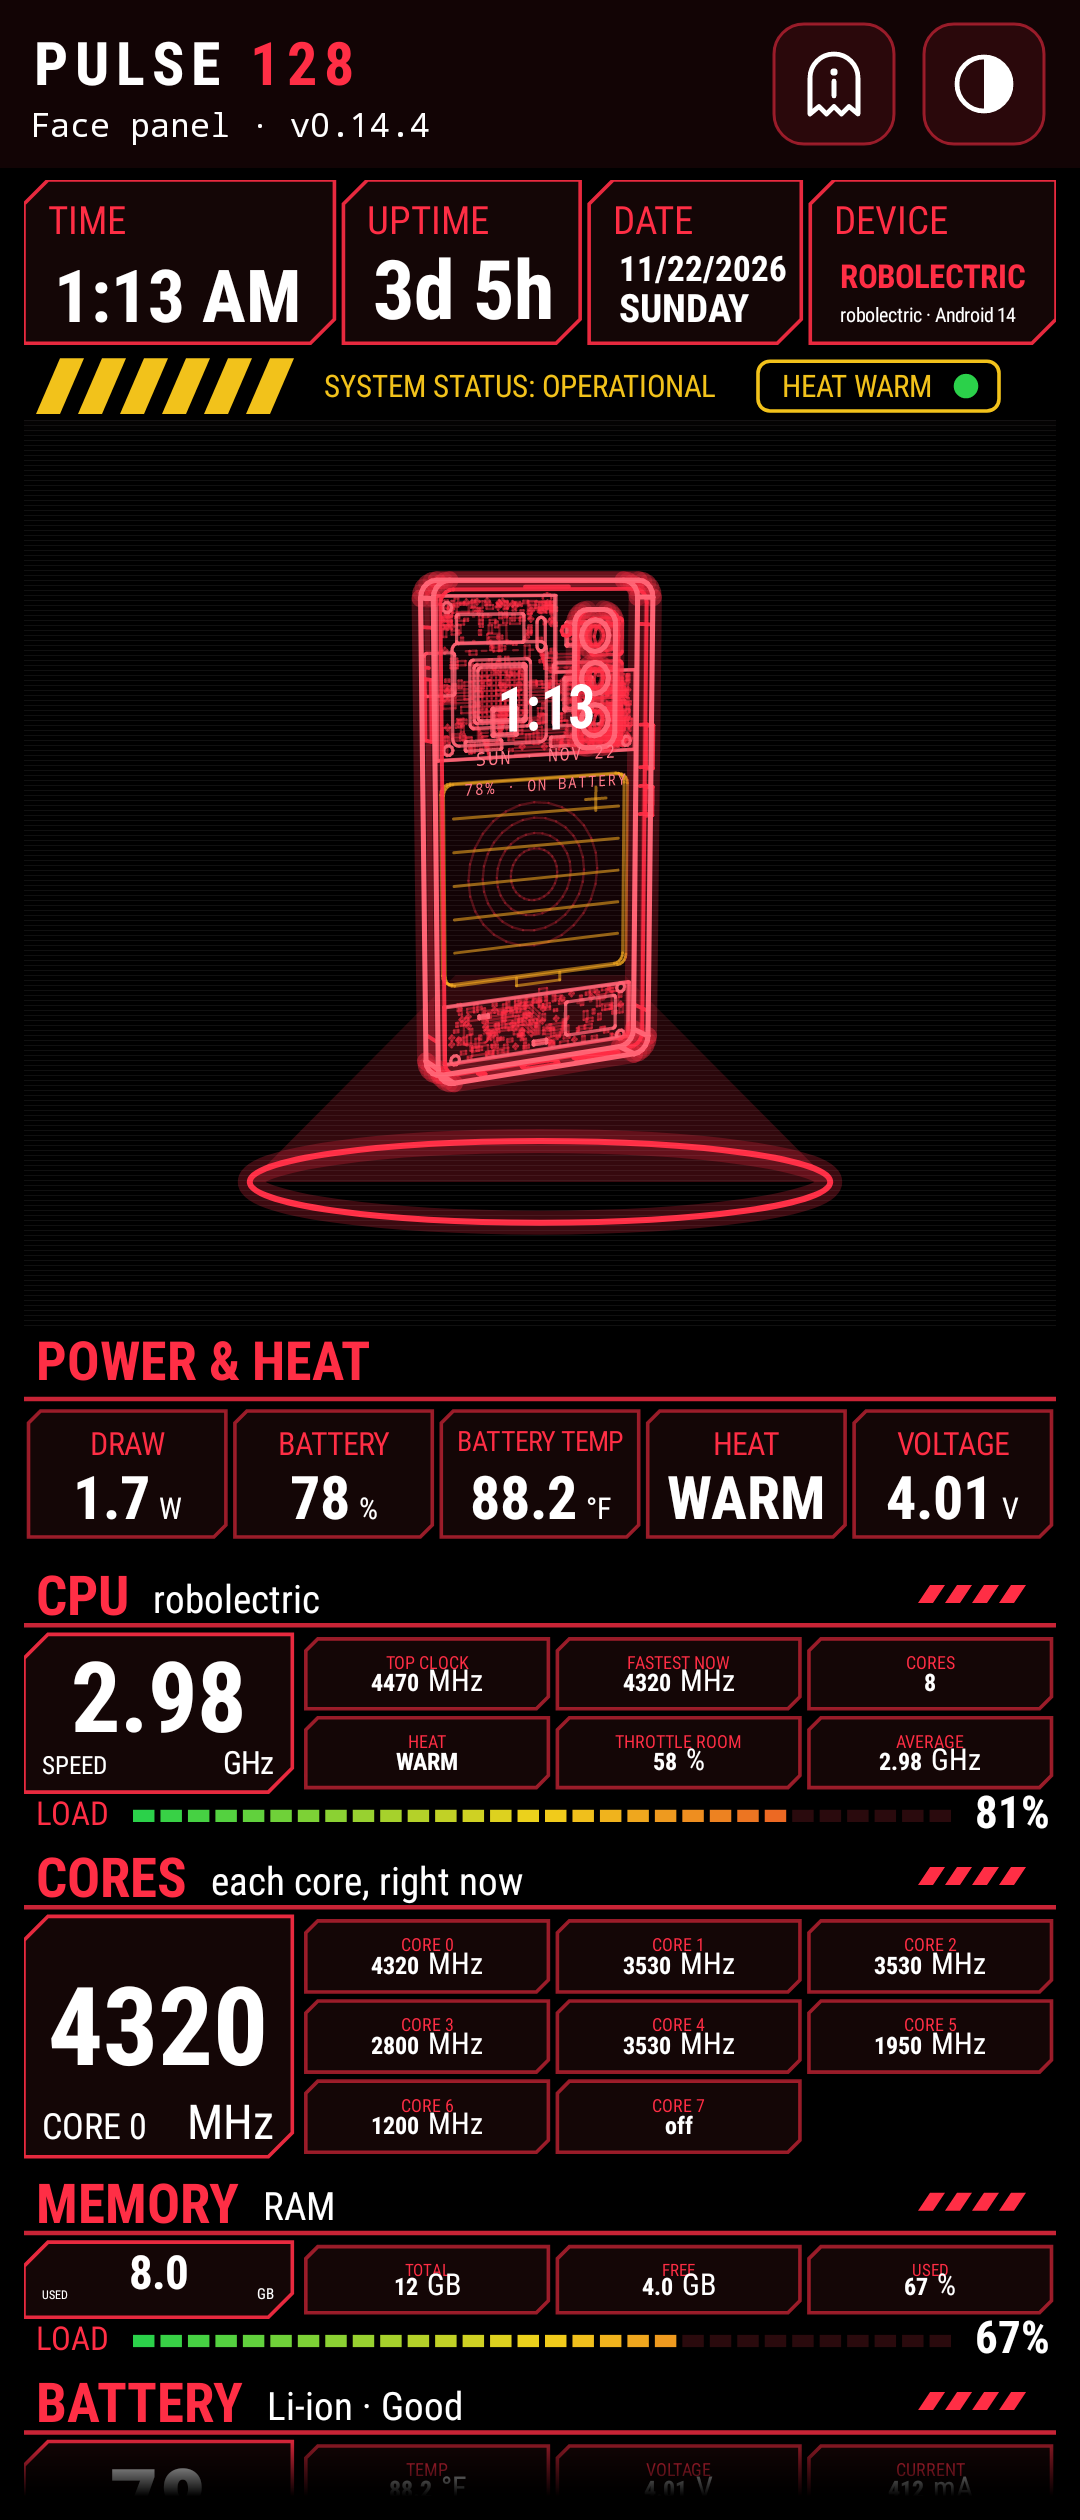 PULSE 128
Face panel · v0.14.4
TIME
1:13 AM
UPTIME
3d 5h
DATE
11/22/2026
SUNDAY
DEVICE
ROBOLECTRIC
robolectric · Android 14
SYSTEM STATUS: OPERATIONAL
HEAT WARM
1:13
SUN · NOV 22
78% · ON BATTERY
POWER & HEAT
DRAW
1.7 W
BATTERY
78 %
BATTERY TEMP
88.2 °F
HEAT
WARM
VOLTAGE
4.01 V
CPU robolectric
2.98
SPEED GHz
TOP CLOCK
4470 MHz
FASTEST NOW
4320 MHz
CORES
8
HEAT
WARM
THROTTLE ROOM
58 %
AVERAGE
2.98 GHz
LOAD 81%
CORES each core, right now
4320
CORE 0 MHz
CORE 0
4320 MHz
CORE 1
3530 MHz
CORE 2
3530 MHz
CORE 3
2800 MHz
CORE 4
3530 MHz
CORE 5
1950 MHz
CORE 6
1200 MHz
CORE 7
off
MEMORY RAM
8.0
USED GB
TOTAL
12 GB
FREE
4.0 GB
USED
67 %
LOAD 67%
BATTERY Li-ion · Good
78
TEMP
88.2 °F
VOLTAGE
4.01 V
CURRENT
412 mA